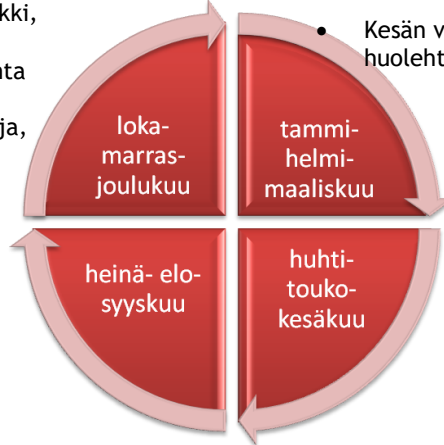 kki,
nta
ja,
• Kesän v
huoleht
loka-
marras-
joulukuu
tammi-
helmi-
maaliskuu
heinä- elo-
syyskuu
huhti-
touko-
kesäkuu